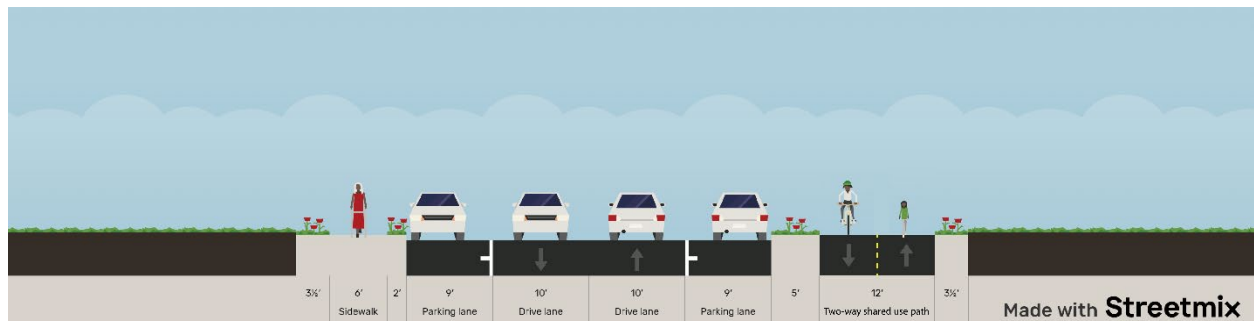 3½' 6' 2' 9' 10' 10' 9' 5' 12' 3½'
Sidewalk Parking lane Drive lane Drive lane Parking lane Two-way shared use path
Made with Streetmix